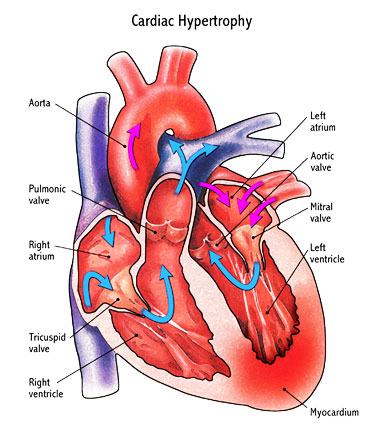 Cardiac Hypertrophy
Aorta
Pulmonic
valve
Right
atrium
Tricuspid
valve
Right
ventricle
Left
atrium
Aortic
valve
Mitral
valve
Left
ventricle
Myocardium